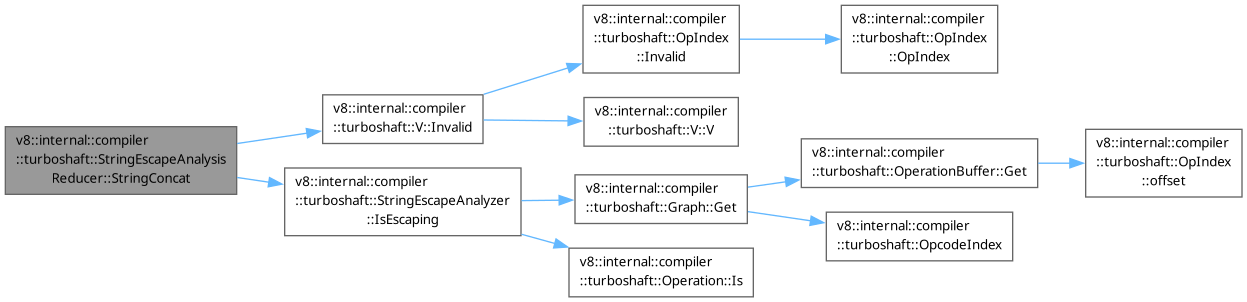 v8::internal::compiler
::turboshaft::StringEscapeAnalysis
Reducer::StringConcat
v8::internal::compiler
::turboshaft::V::Invalid
v8::internal::compiler
::turboshaft::OpIndex
::Invalid
v8::internal::compiler
::turboshaft::OpIndex
::OpIndex
v8::internal::compiler
::turboshaft::V::V
v8::internal::compiler
::turboshaft::StringEscapeAnalyzer
::IsEscaping
v8::internal::compiler
::turboshaft::Graph::Get
v8::internal::compiler
::turboshaft::OperationBuffer::Get
v8::internal::compiler
::turboshaft::OpIndex
::offset
v8::internal::compiler
::turboshaft::OpcodeIndex
v8::internal::compiler
::turboshaft::Operation::Is